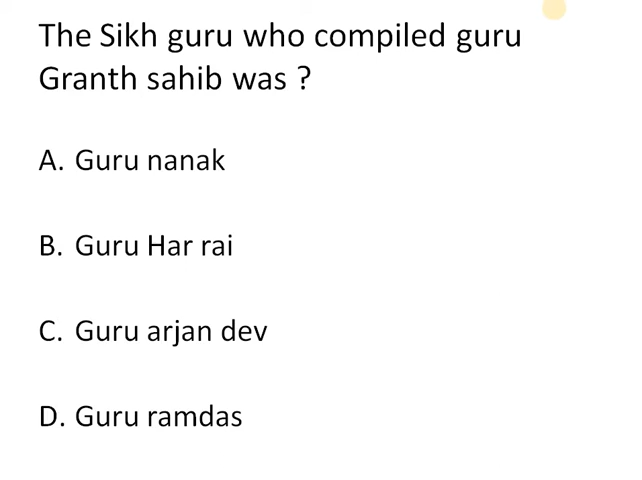 The Sikh guru who compiled guru
Granth sahib was ?
A. Guru nanak
B. Guru Har rai
C. Guru arjan dev
D. Guru ramdas